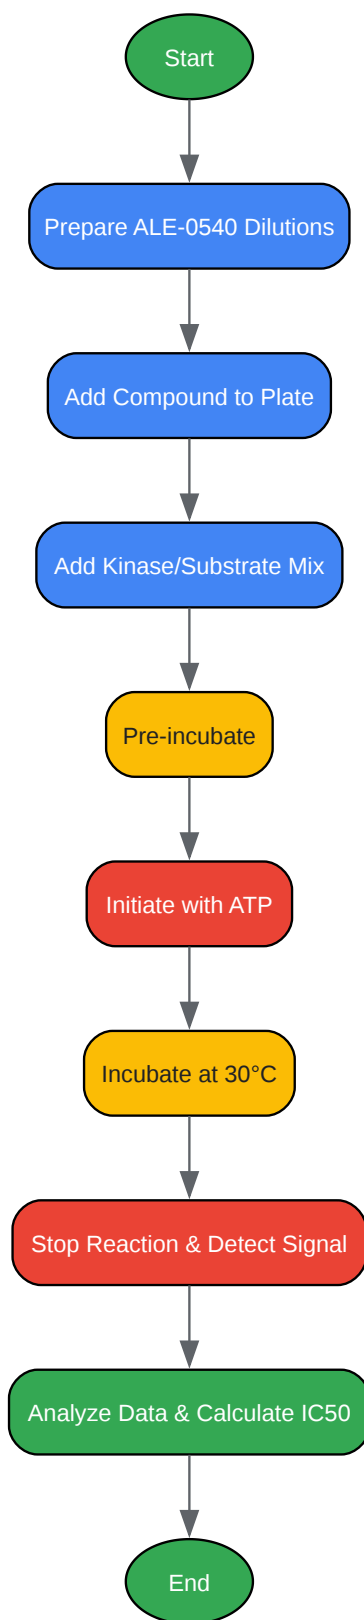 Start
Prepare ALE-0540 Dilutions
Add Compound to Plate
Add Kinase/Substrate Mix
Pre-incubate
Initiate with ATP
Incubate at 30°C
Stop Reaction & Detect Signal
Analyze Data & Calculate IC50
End